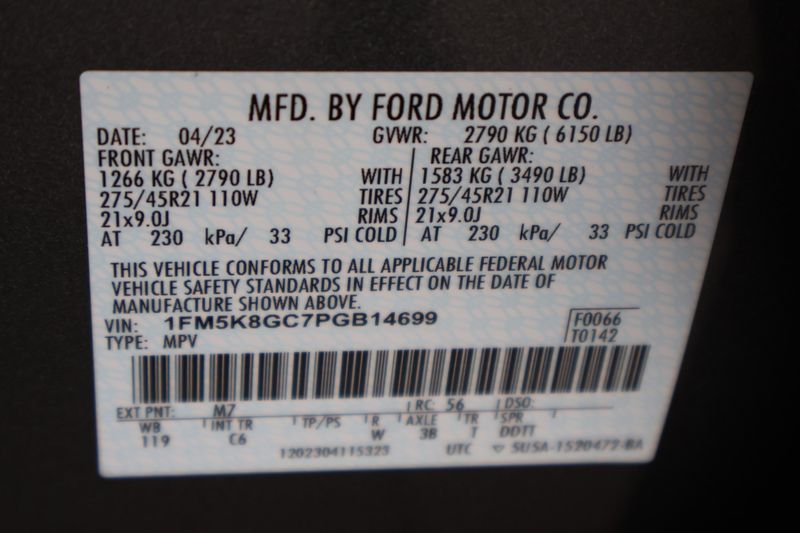 MFD. BY FORD MOTOR CO.
DATE: 04/23 GVWR: 2790 KG ( 6150 LB)
FRONT GAWR: REAR GAWR:
1266 KG ( 2790 LB) WITH 1583 KG ( 3490 LB) WITH
275/45R21 110W TIRES 275/45R21 110W TIRES
21x9.0J RIMS 21x9.0J RIMS
AT 230 kPa/ 33 PSI COLD AT 230 kPa/ 33 PSI COLD
THIS VEHICLE CONFORMS TO ALL APPLICABLE FEDERAL MOTOR
VEHICLE SAFETY STANDARDS IN EFFECT ON THE DATE OF
MANUFACTURE SHOWN ABOVE.
VIN: 1FM5K8GC7PGB14699 F0066
TYPE: MPV T0142
EXT PNT: M7 RC: 56 DSO:
WB INT TR TP/PS R AXLE TR SPR
119 C6 W 3B T DDTT
1202304115323 UTC ▽ 5USA-1520472-BA